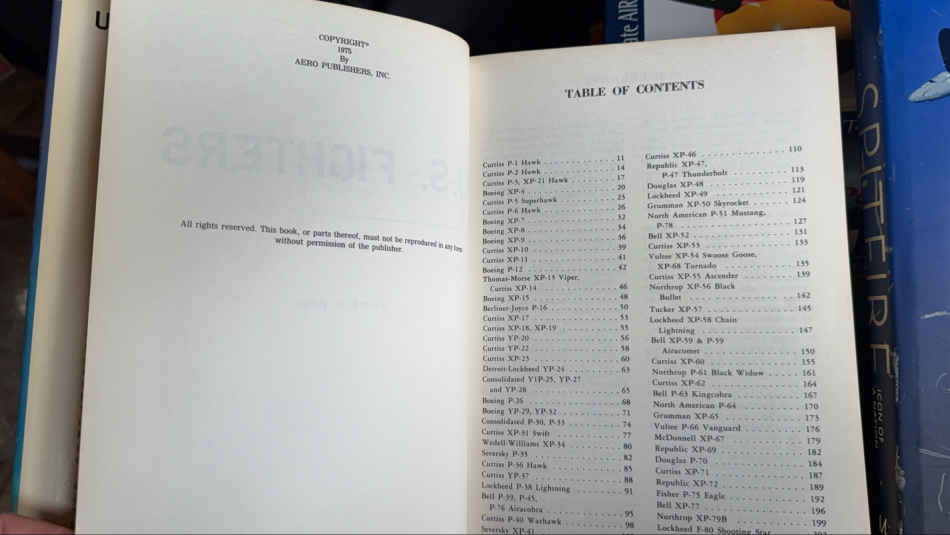 COPYRIGHT©
1975
By
AERO PUBLISHERS, INC.
All rights reserved. This book, or parts thereof, must not be reproduced in any form
without permission of the publisher.
TABLE OF CONTENTS
Curtiss P-1 Hawk . . . . . . . . . . . . 11
Curtiss P-2 Hawk . . . . . . . . . . . . 14
Curtiss P-3, XP-21 Hawk . . . . . . . . 17
Boeing XP-4 . . . . . . . . . . . . 20
Curtiss P-5 Superhawk . . . . . . . . 23
Curtiss P-6 Hawk . . . . . . . . . . . 26
Boeing XP-7 . . . . . . . . . . . . 32
Boeing XP-8 . . . . . . . . . . . . 34
Boeing XP-9 . . . . . . . . . . . . 36
Curtiss XP-10 . . . . . . . . . . . . 39
Curtiss XP-11 . . . . . . . . . . . . 41
Boeing P-12 . . . . . . . . . . . . 42
Thomas-Morse XP-13 Viper,
Curtiss XP-14 . . . . . . . . . . . 46
Boeing XP-15 . . . . . . . . . . . . 48
Berliner-Joyce P-16 . . . . . . . . . 50
Curtiss XP-17 . . . . . . . . . . . . 53
Curtiss XP-18, XP-19 . . . . . . . . . 55
Curtiss YP-20 . . . . . . . . . . . . 56
Curtiss YP-22 . . . . . . . . . . . . 58
Curtiss XP-23 . . . . . . . . . . . . 60
Detroit-Lockheed YP-24 . . . . . . . . 63
Consolidated Y1P-25, YP-27
and YP-28 . . . . . . . . . . . . 65
Boeing P-26 . . . . . . . . . . . . 68
Boeing YP-29, YP-32 . . . . . . . . . 71
Consolidated P-30, P-33 . . . . . . . . 74
Curtiss XP-31 Swift . . . . . . . . . 77
Wedell-Williams XP-34 . . . . . . . . 80
Seversky P-35 . . . . . . . . . . . . 82
Curtiss P-36 Hawk . . . . . . . . . . 85
Curtiss YP-37 . . . . . . . . . . . . 88
Lockheed P-38 Lightning . . . . . . . . 91
Bell P-39, P-45,
P-76 Airacobra . . . . . . . . . . . 95
Curtiss P-40 Warhawk . . . . . . . . . 98
Seversky XP-41
Curtiss XP-46 . . . . . . . . . . . . 110
Republic XP-47,
P-47 Thunderbolt . . . . . . . . . . 113
Douglas XP-48 . . . . . . . . . . . . 119
Lockheed XP-49 . . . . . . . . . . . 121
Grumman XP-50 Skyrocket . . . . . . . 124
North American P-51 Mustang,
P-78 . . . . . . . . . . . . 127
Bell XP-52 . . . . . . . . . . . . 131
Curtiss XP-53 . . . . . . . . . . . . 133
Vultee XP-54 Swoose Goose,
XP-68 Tornado . . . . . . . . . . . 135
Curtiss XP-55 Ascender . . . . . . . . 139
Northrop XP-56 Black
Bullet . . . . . . . . . . . . 142
Tucker XP-57 . . . . . . . . . . . . 145
Lockheed XP-58 Chain
Lightning . . . . . . . . . . . . 147
Bell XP-59 & P-59
Airacomet . . . . . . . . . . . . 150
Curtiss XP-60 . . . . . . . . . . . . 155
Northrop P-61 Black Widow . . . . . . 161
Curtiss XP-62 . . . . . . . . . . . . 164
Bell P-63 Kingcobra . . . . . . . . . 167
North American P-64 . . . . . . . . . 170
Grumman XP-65 . . . . . . . . . . . 173
Vultee P-66 Vanguard . . . . . . . . . 176
McDonnell XP-67 . . . . . . . . . . . 179
Republic XP-69 . . . . . . . . . . . 182
Douglas P-70 . . . . . . . . . . . . 184
Curtiss XP-71 . . . . . . . . . . . . 187
Republic XP-72 . . . . . . . . . . . 189
Fisher P-75 Eagle . . . . . . . . . . 192
Bell XP-77 . . . . . . . . . . . . 196
Northrop XP-79B . . . . . . . . . . . 199
Lockheed F-80 Shooting Star
ate AIR
SPITFIRE
ICON OF